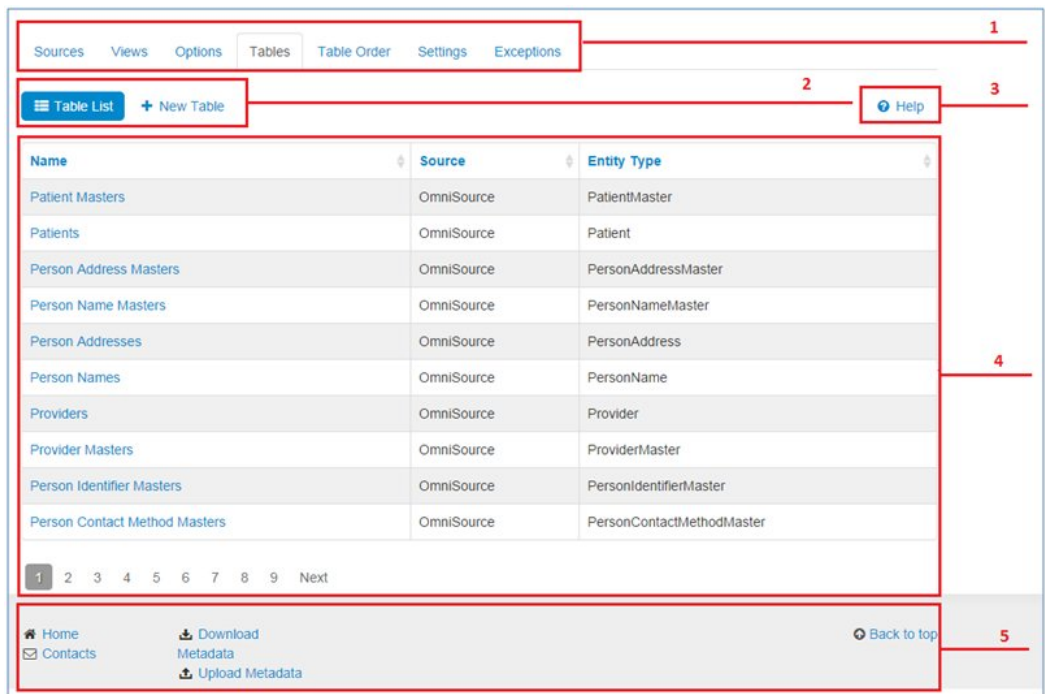 1
Sources Views Options Tables Table Order Settings Exceptions
2
3
Table List + New Table Help
Name Source Entity Type
Patient Masters OmniSource PatientMaster
Patients OmniSource Patient
Person Address Masters OmniSource PersonAddressMaster
Person Name Masters OmniSource PersonNameMaster
Person Addresses OmniSource PersonAddress
4
Person Names OmniSource PersonName
Providers OmniSource Provider
Provider Masters OmniSource ProviderMaster
Person Identifier Masters OmniSource PersonIdentifierMaster
Person Contact Method Masters OmniSource PersonContactMethodMaster
1 2 3 4 5 6 7 8 9 Next
Home Download Back to top 5
Contacts Metadata
Upload Metadata